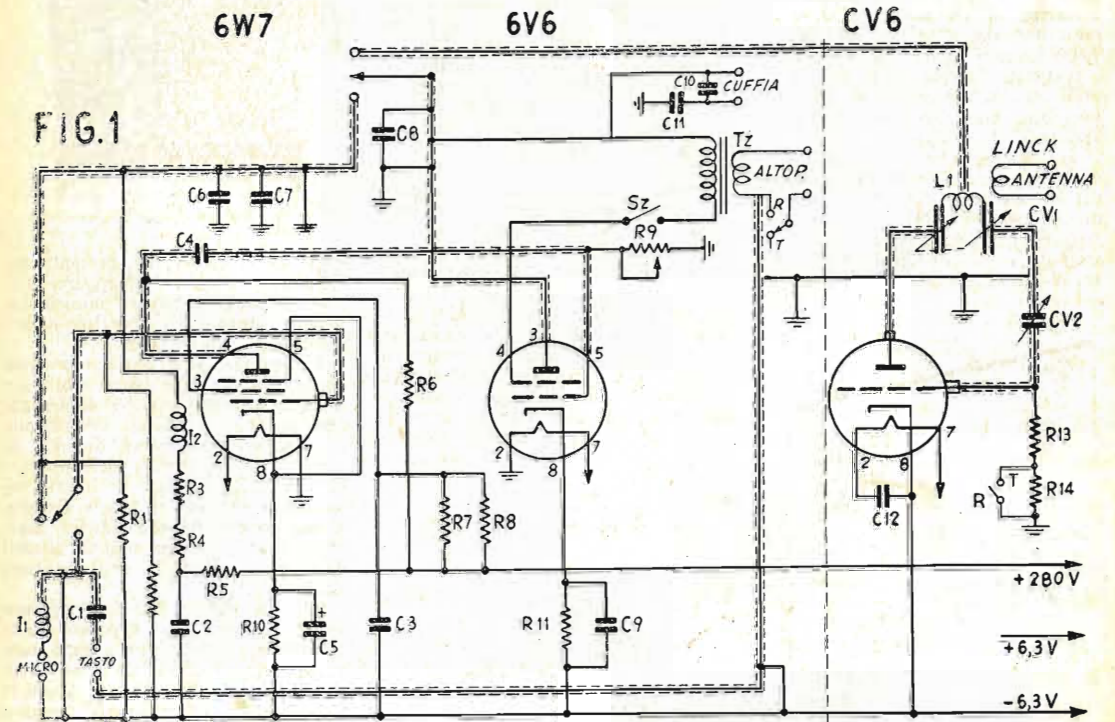 6W7 6V6 CV6
FIG.1
C8
C10 CUFFIA
C11
Tz
ALTOP.
LINCK
ANTENNA
L1
CV1
C6 C7
C4
Sz
R9
R
T
CV2
4 5
3
I2
2 8 7
R6
3
4 5
2 8 7
2 8 7
C12
R13
T
R
R14
R3
R4
R1
R7 R8
R5
+280V
I1
C1
C2
R10
+
C5
C3
R11
C9
+6,3V
MICRO
TASTO
-6,3V